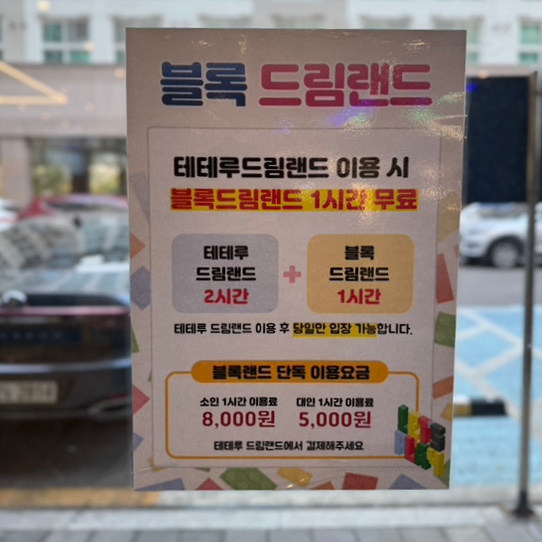 블록 드림랜드
테테루드림랜드 이용 시
블록드림랜드 1시간 무료
테테루
드림랜드
2시간
+
블록
드림랜드
1시간
테테루 드림랜드 이용 후 당일만 입장 가능합니다.
블록랜드 단독 이용요금
소인 1시간 이용료
8,000원
대인 1시간 이용료
5,000원
테테루 드림랜드에서 결제해주세요